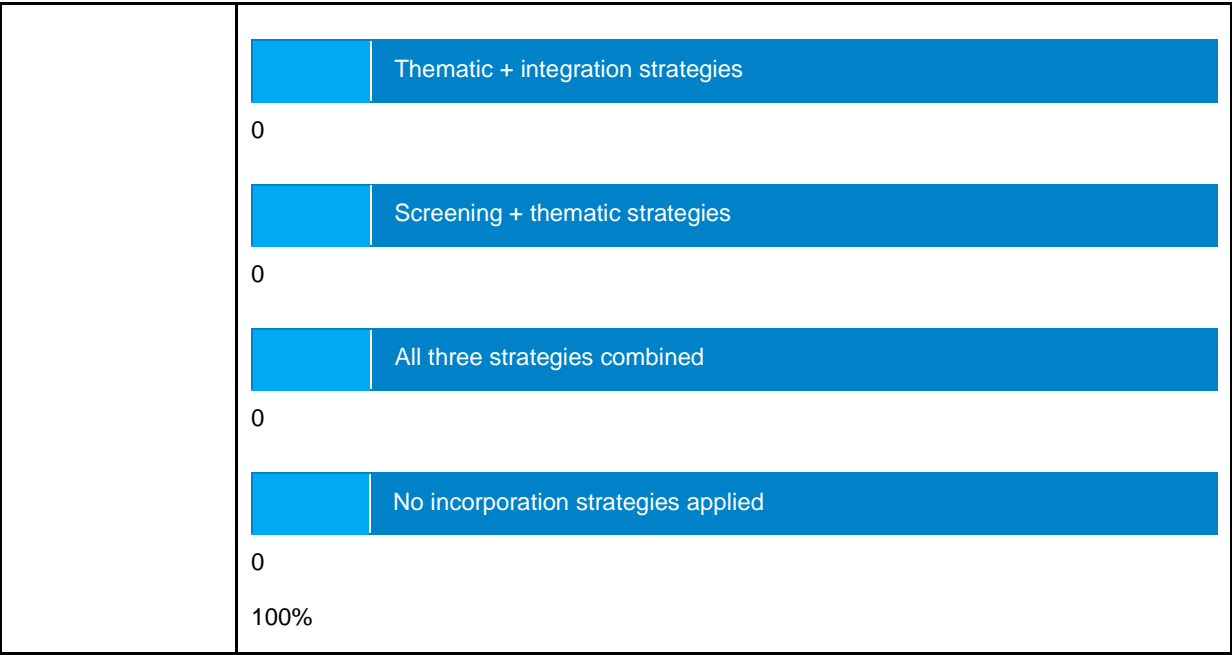 Thematic + integration strategies
0
Screening + thematic strategies
0
All three strategies combined
0
No incorporation strategies applied
0
100%